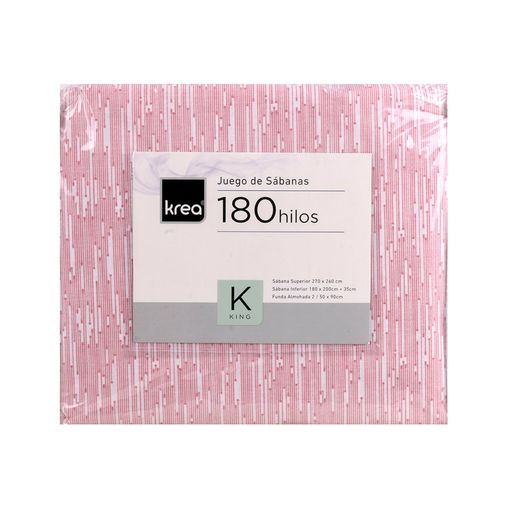 Juego de Sábanas
krea
180 hilos
Sábana Superior 270 x 260 cm
Sábana Inferior 180 x 200cm + 35cm
Funda Almohada 2 / 50 x 90cm
K
KING